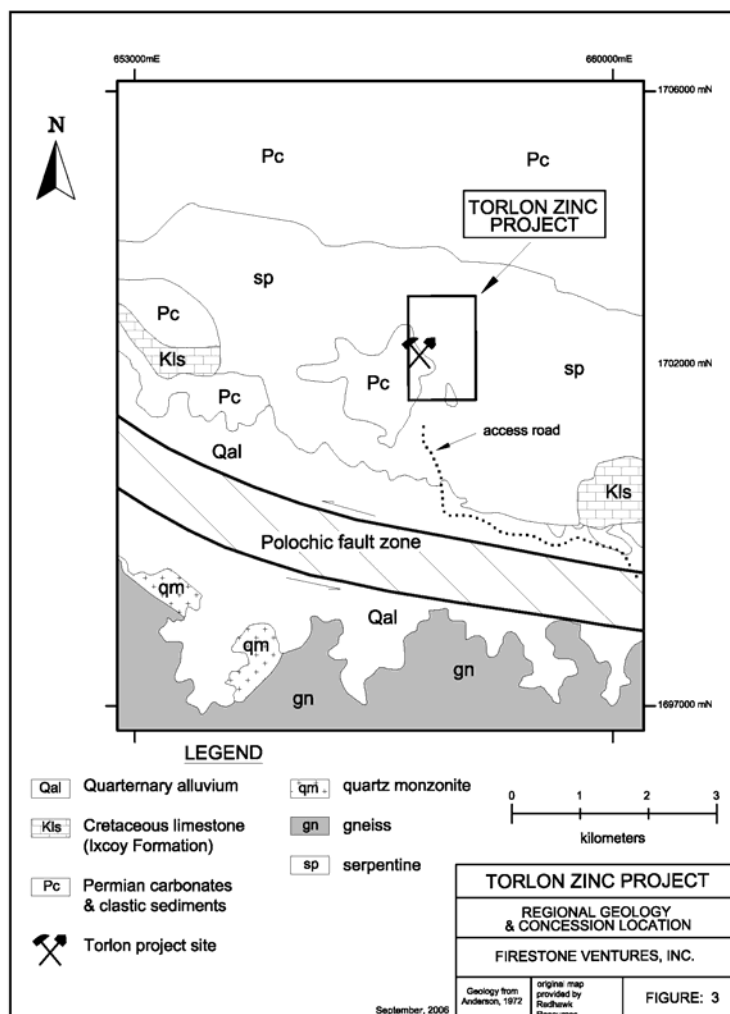 653000mE
660000mE
1706000 mN
N
Pc
Pc
TORLON ZINC
PROJECT
sp
Pc
Kls
Pc
1702000 mN
sp
Pc
access road
Qal
Kls
Polochic fault zone
qm
Qal
qm
gn
gn
1697000 mN
LEGEND
Qal Quarternary alluvium
Kls Cretaceous limestone
(Ixcoy Formation)
Pc Permian carbonates
& clastic sediments
Torlon project site
qm quartz monzonite
gn gneiss
sp serpentine
0 1 2 3
kilometers
TORLON ZINC PROJECT
REGIONAL GEOLOGY
& CONCESSION LOCATION
FIRESTONE VENTURES, INC.
Geology from
Anderson, 1972
original map
provided by
Redhawk
FIGURE: 3
September, 2006